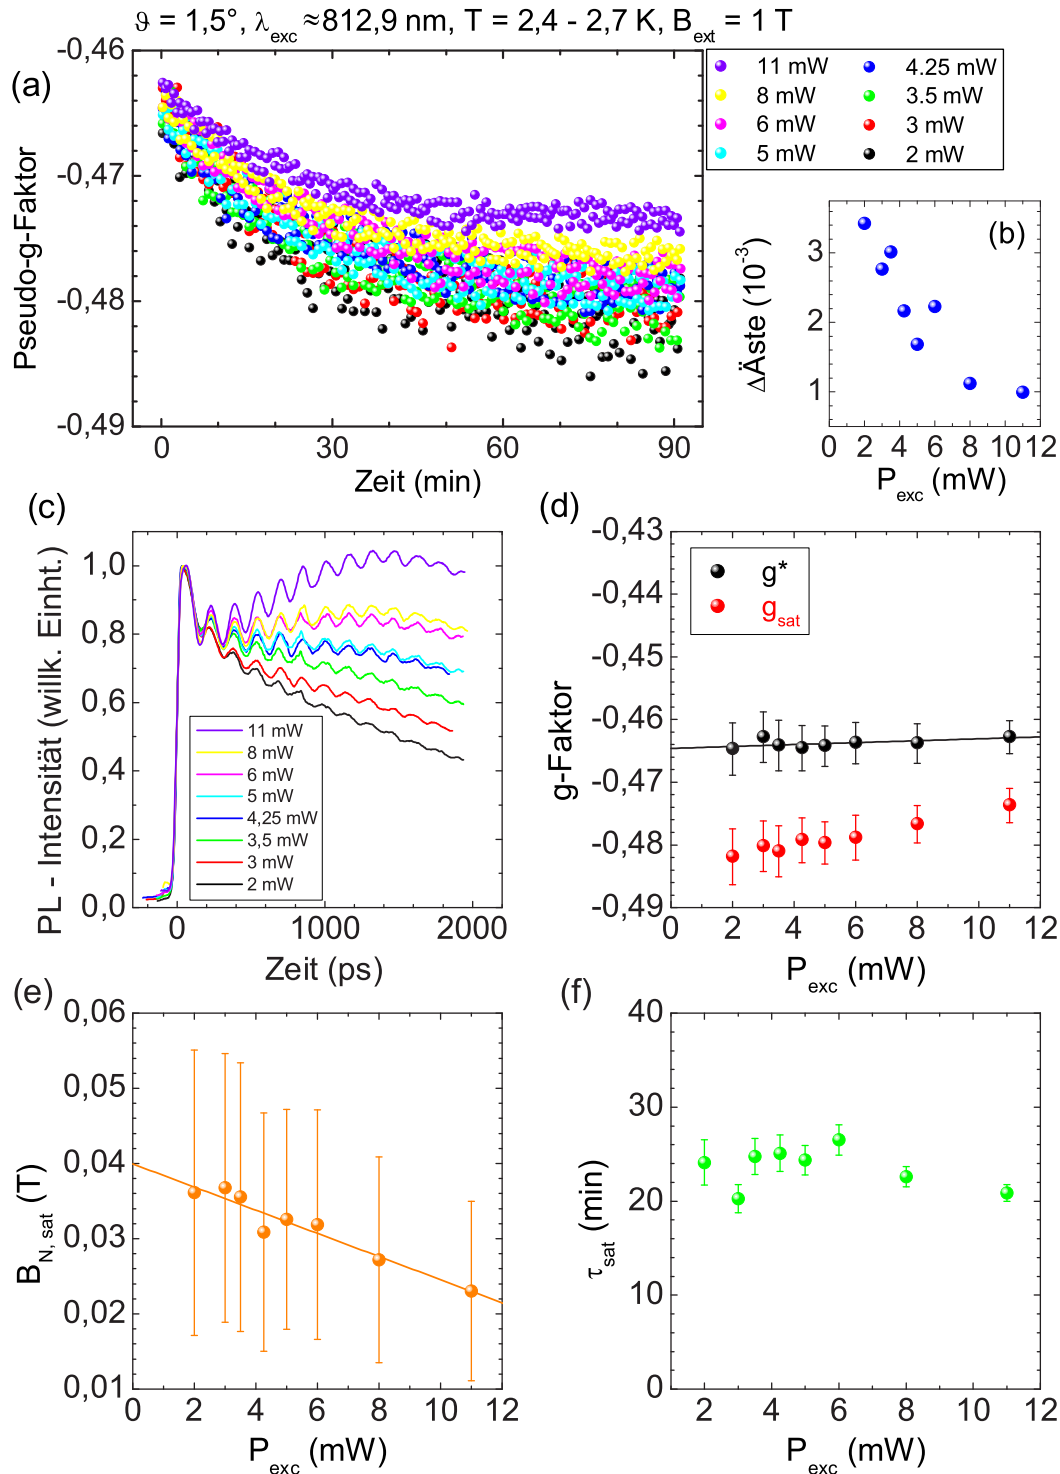 ϑ = 1,5°, λexc ≈812,9 nm, T = 2,4 - 2,7 K, Bext = 1 T
(a)
-0,46
-0,47
-0,48
-0,49
Pseudo-g-Faktor
0 30 60 90
Zeit (min)
11 mW 4.25 mW
8 mW 3.5 mW
6 mW 3 mW
5 mW 2 mW
(b)
3
2
1
ΔÄste (10⁻³)
0 2 4 6 8 10 12
Pexc (mW)
(c)
1,0
0,8
0,6
0,4
0,2
0,0
PL - Intensität (willk. Einht.)
11 mW
8 mW
6 mW
5 mW
4,25 mW
3,5 mW
3 mW
2 mW
0 1000 2000
Zeit (ps)
(d)
-0,43
-0,44
-0,45
-0,46
-0,47
-0,48
-0,49
g-Faktor
g*
gsat
0 2 4 6 8 10 12
Pexc (mW)
(e)
0,06
0,05
0,04
0,03
0,02
0,01
BN, sat (T)
0 2 4 6 8 10 12
Pexc (mW)
(f)
40
30
20
10
0
τsat (min)
2 4 6 8 10 12
Pexc (mW)